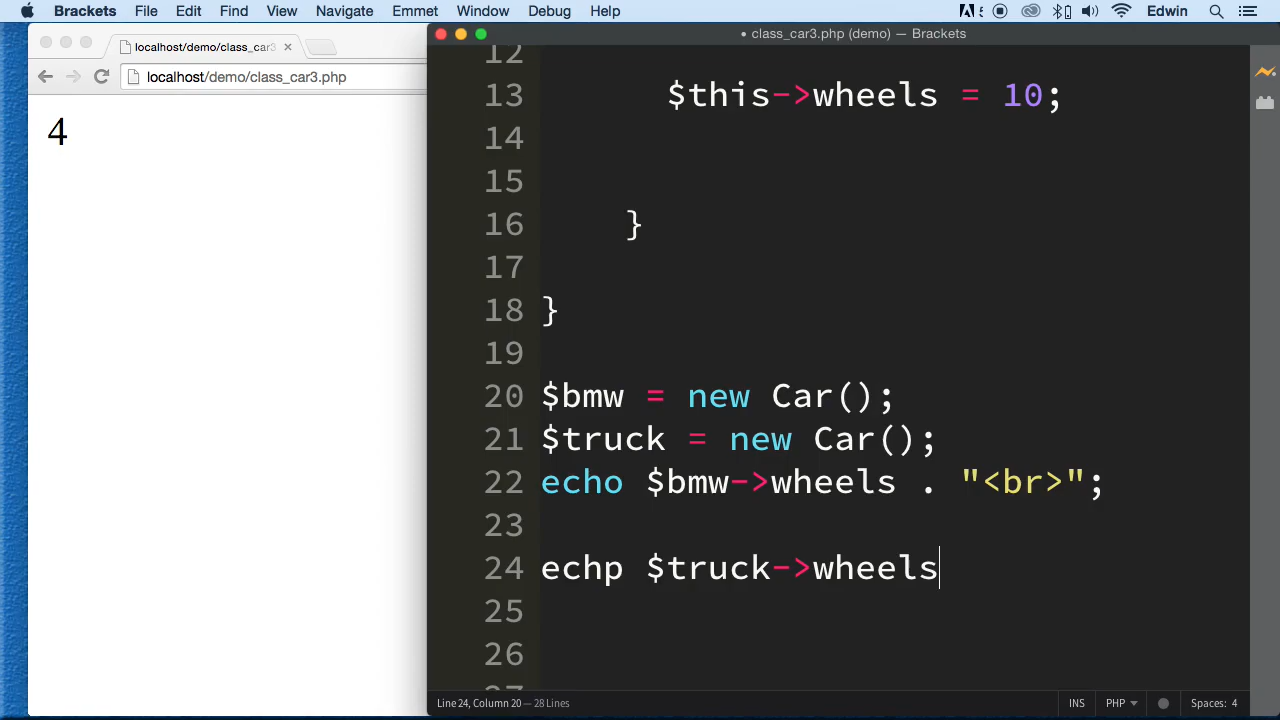 Brackets File Edit Find View Navigate Emmet Window Debug Help Edwin
localhost/demo/class_car3
localhost/demo/class_car3.php
4
• class_car3.php (demo) — Brackets
12
13 $this->wheels = 10;
14
15
16 }
17
18 }
19
20 $bmw = new Car();
21 $truck = new Car();
22 echo $bmw->wheels . "<br>";
23
24 echp $truck->wheels
25
26
Line 24, Column 20 — 28 Lines INS PHP Spaces: 4